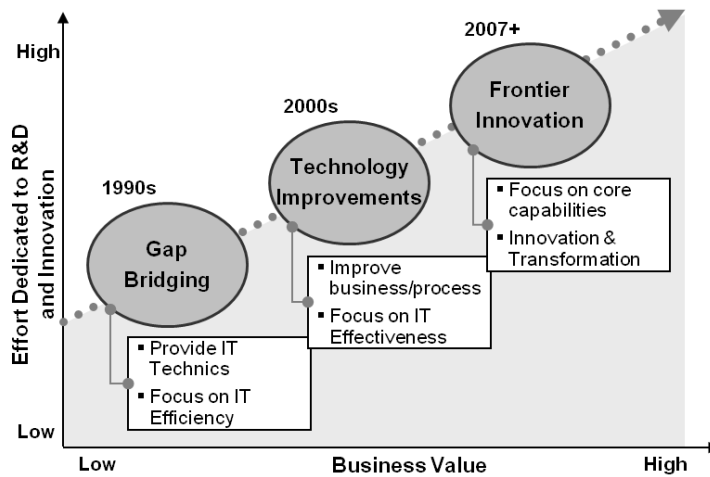 2007+
High
Frontier
Innovation
2000s
Technology
Improvements
▪ Focus on core
capabilities
▪ Innovation &
Transformation
1990s
Gap
Bridging
▪ Improve
business/process
▪ Focus on IT
Effectiveness
▪ Provide IT
Technics
▪ Focus on IT
Efficiency
Effort Dedicated to R&D
and Innovation
Low
Low
Business Value
High